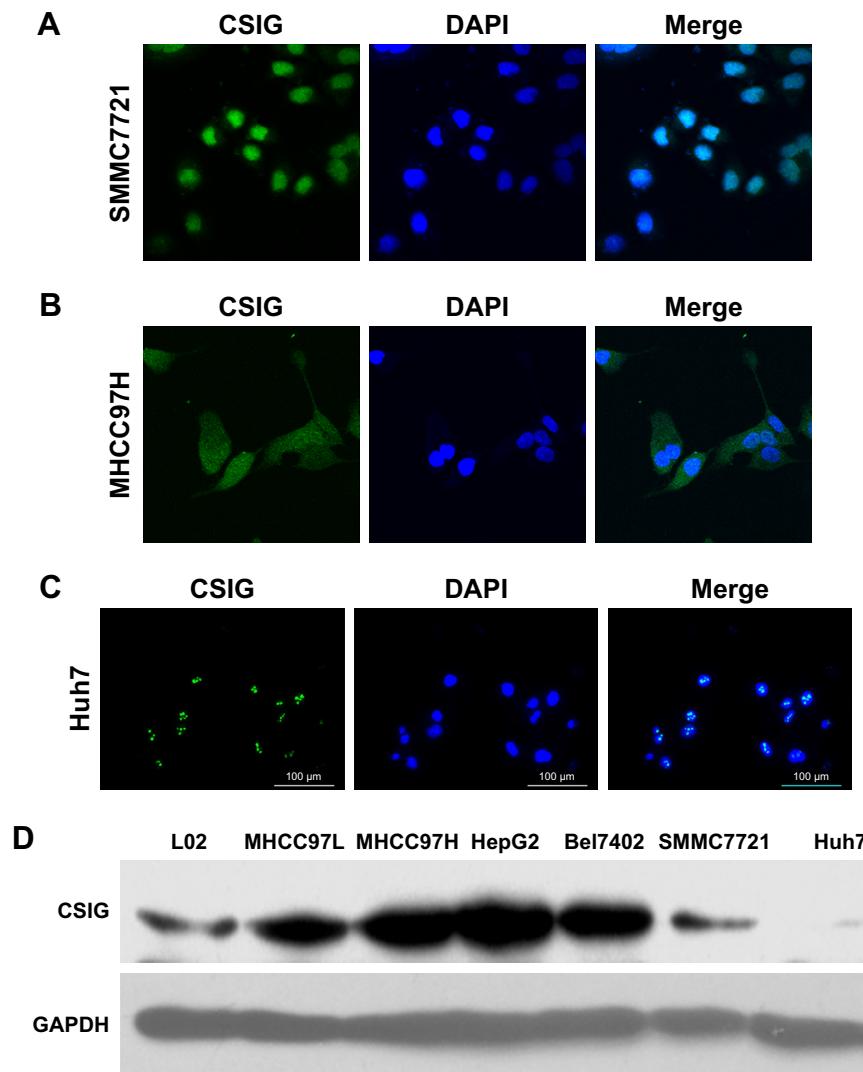 A
CSIG DAPI Merge
SMMC7721
B
CSIG DAPI Merge
MHCC97H
C
CSIG DAPI Merge
Huh7
100 µm 100 µm 100 µm
D
L02 MHCC97L MHCC97H HepG2 Bel7402 SMMC7721 Huh7
CSIG
GAPDH